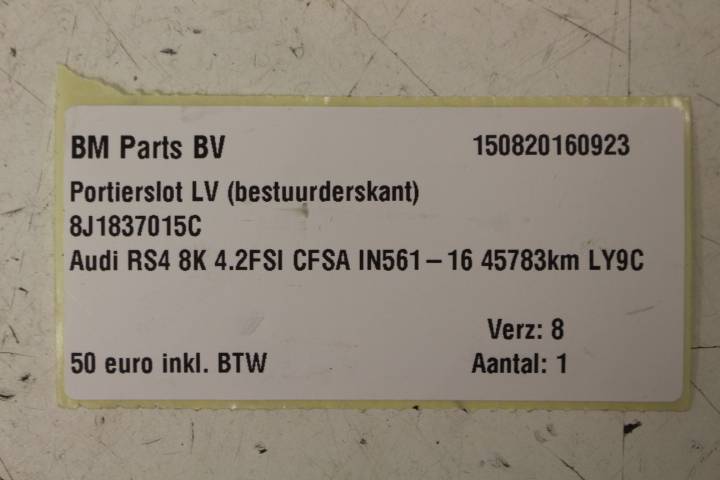 BM Parts BV 150820160923
Portierslot LV (bestuurderskant)
8J1837015C
Audi RS4 8K 4.2FSI CFSA IN561-16 45783km LY9C
Verz: 8
50 euro inkl. BTW Aantal: 1